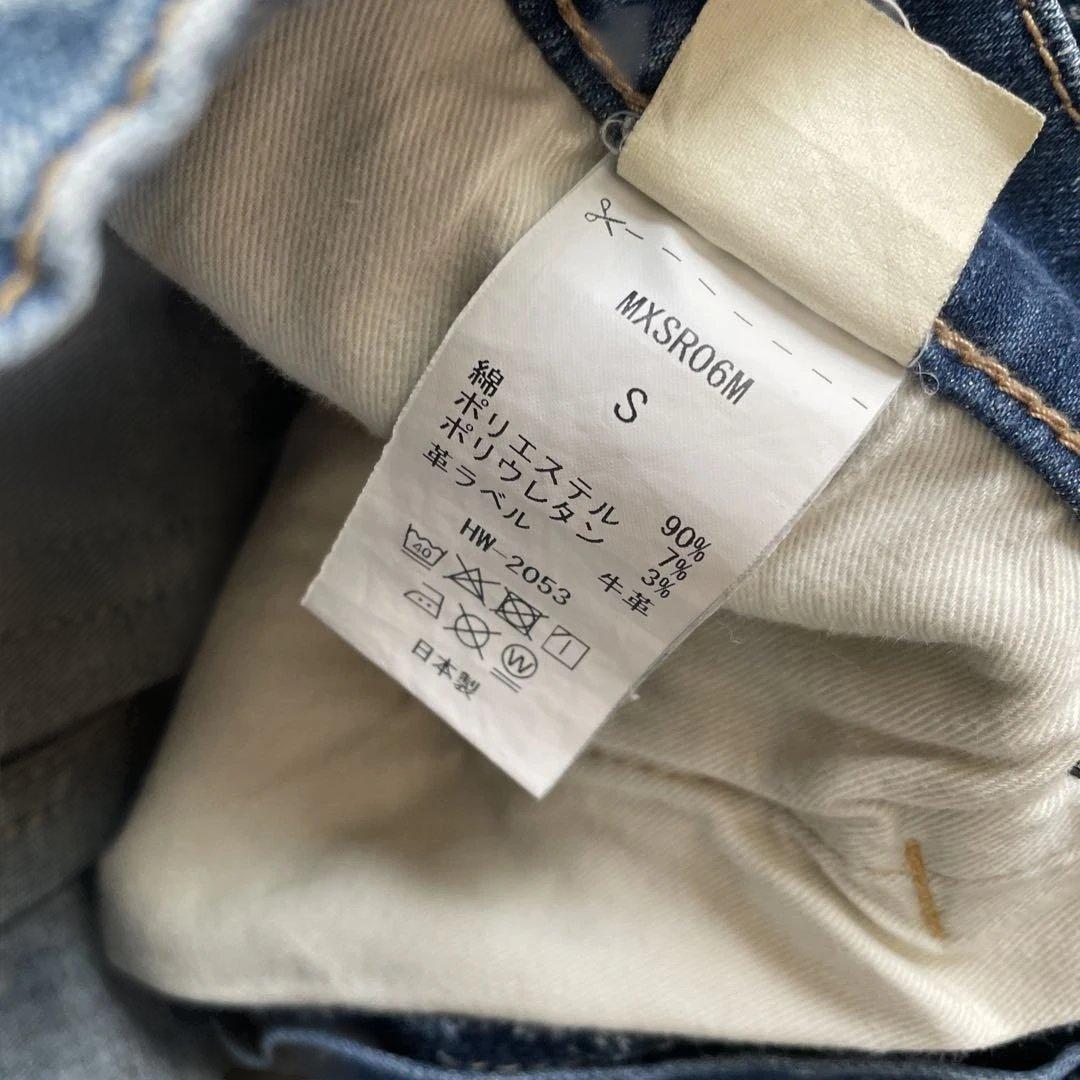 MXSR06M
S
綿 90%
ポリエステル 7%
ポリウレタン 3%
革ラベル 牛革
HW-2053
40
W
日本製